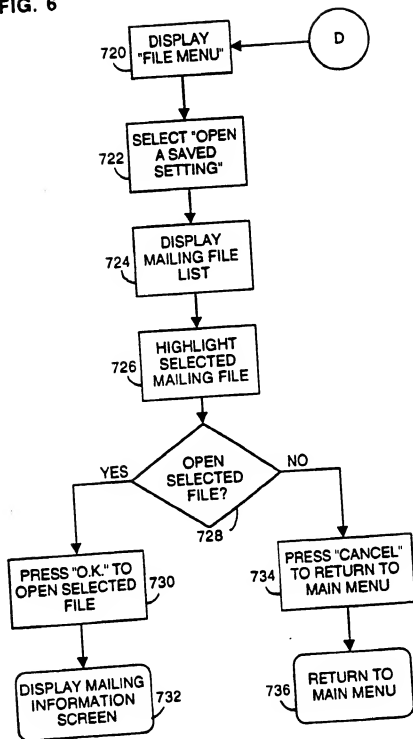 FIG. 6
D
DISPLAY
"FILE MENU"
720
SELECT "OPEN
A SAVED
SETTING"
722
DISPLAY
MAILING FILE
LIST
724
HIGHLIGHT
SELECTED
MAILING FILE
726
OPEN
SELECTED
FILE?
728
YES
NO
PRESS "O.K." TO
OPEN SELECTED
FILE
730
PRESS "CANCEL"
TO RETURN TO
MAIN MENU
734
DISPLAY MAILING
INFORMATION
SCREEN
732
RETURN TO
MAIN MENU
736